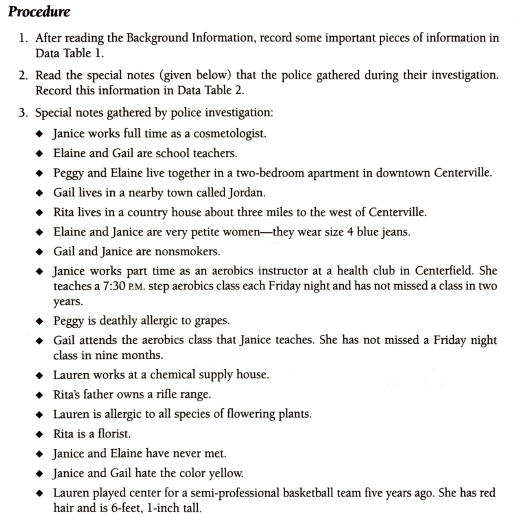 Procedure
1. After reading the Background Information, record some important pieces of information in
Data Table 1.
2. Read the special notes (given below) that the police gathered during their investigation.
Record this information in Data Table 2.
3. Special notes gathered by police investigation:
◆ Janice works full time as a cosmetologist.
◆ Elaine and Gail are school teachers.
◆ Peggy and Elaine live together in a two-bedroom apartment in downtown Centerville.
◆ Gail lives in a nearby town called Jordan.
◆ Rita lives in a country house about three miles to the west of Centerville.
◆ Elaine and Janice are very petite women—they wear size 4 blue jeans.
◆ Gail and Janice are nonsmokers.
◆ Janice works part time as an aerobics instructor at a health club in Centerfield. She
teaches a 7:30 P.M. step aerobics class each Friday night and has not missed a class in two
years.
◆ Peggy is deathly allergic to grapes.
◆ Gail attends the aerobics class that Janice teaches. She has not missed a Friday night
class in nine months.
◆ Lauren works at a chemical supply house.
◆ Rita's father owns a rifle range.
◆ Lauren is allergic to all species of flowering plants.
◆ Rita is a florist.
◆ Janice and Elaine have never met.
◆ Janice and Gail hate the color yellow.
◆ Lauren played center for a semi-professional basketball team five years ago. She has red
hair and is 6-feet, 1-inch tall.